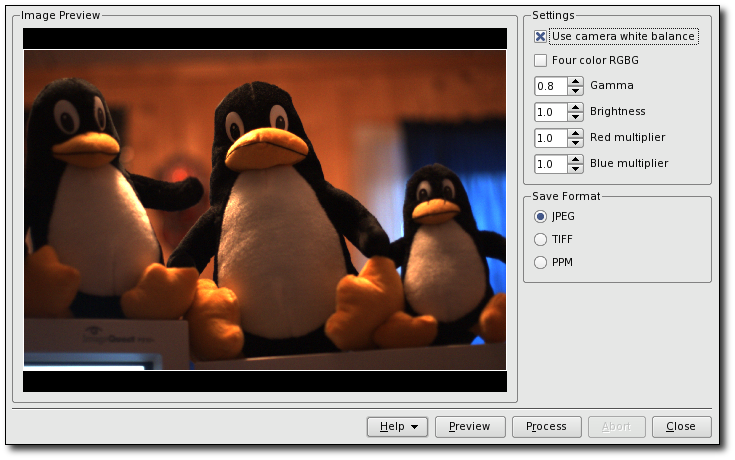 Image Preview
Settings
Use camera white balance
Four color RGBG
0.8 Gamma
1.0 Brightness
1.0 Red multiplier
1.0 Blue multiplier
Save Format
JPEG
TIFF
PPM
ImageQuest
Help
Preview
Process
Abort
Close